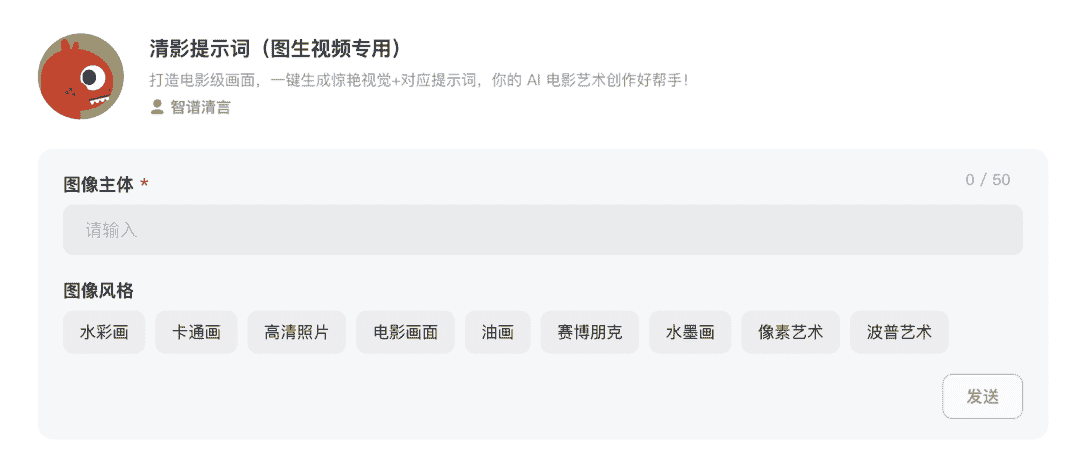 清影提示词（图生视频专用）
打造电影级画面，一键生成惊艳视觉+对应提示词，你的 AI 电影艺术创作好帮手！
智谱清言
图像主体 *
0 / 50
请输入
图像风格
水彩画 卡通画 高清照片 电影画面 油画 赛博朋克 水墨画 像素艺术 波普艺术
发送